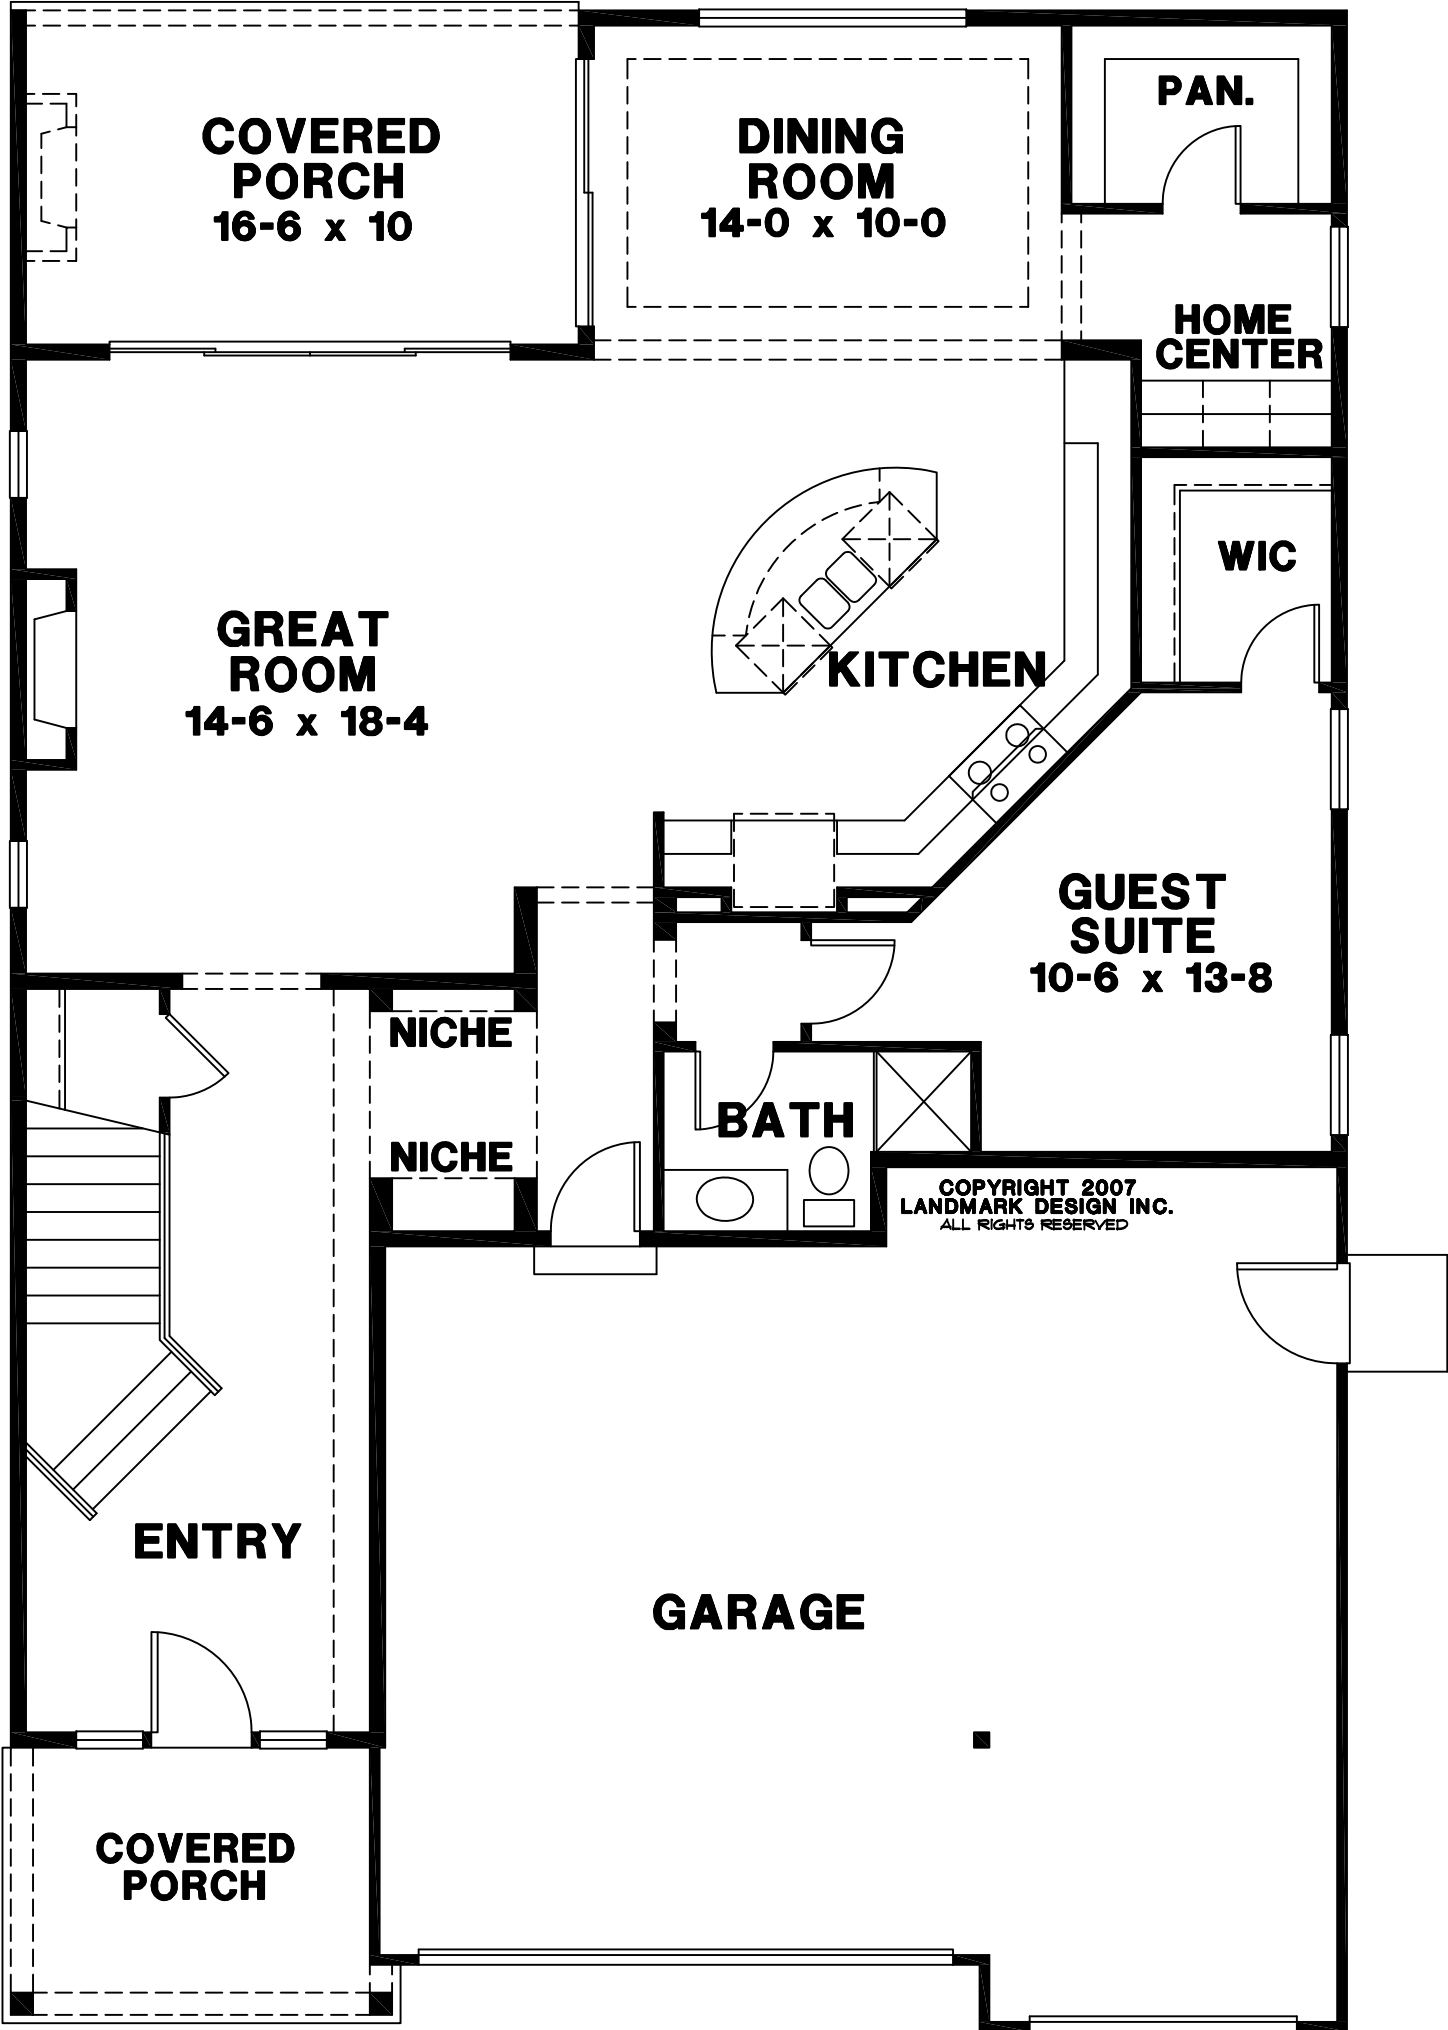 PAN.
COVERED
PORCH
16-6 x 10
DINING
ROOM
14-0 x 10-0
HOME
CENTER
WIC
GREAT
ROOM
14-6 x 18-4
KITCHEN
GUEST
SUITE
10-6 x 13-8
NICHE
BATH
NICHE
COPYRIGHT 2007
LANDMARK DESIGN INC.
ALL RIGHTS RESERVED
ENTRY
GARAGE
COVERED
PORCH